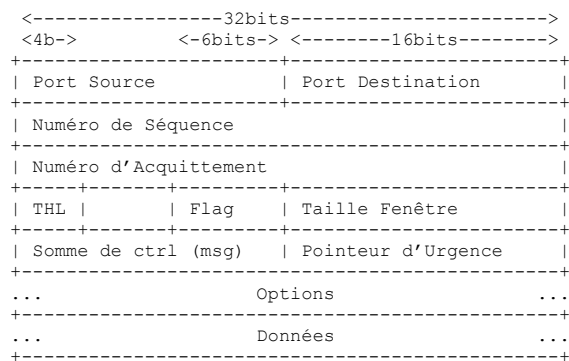 <------------------32bits------------------------>
<4b-> <-6bits-> <--------16bits-------->
+-----------------------+-------------------------+
| Port Source | Port Destination |
+-----------------------+-------------------------+
| Numéro de Séquence |
+-------------------------------------------------+
| Numéro d’Acquittement |
+-----+-------+---------+-------------------------+
| THL | | Flag | Taille Fenêtre |
+-----+-------+---------+-------------------------+
| Somme de ctrl (msg) | Pointeur d’Urgence |
+-------------------------------------------------+
... Options ...
+-------------------------------------------------+
... Données ...
+-------------------------------------------------+